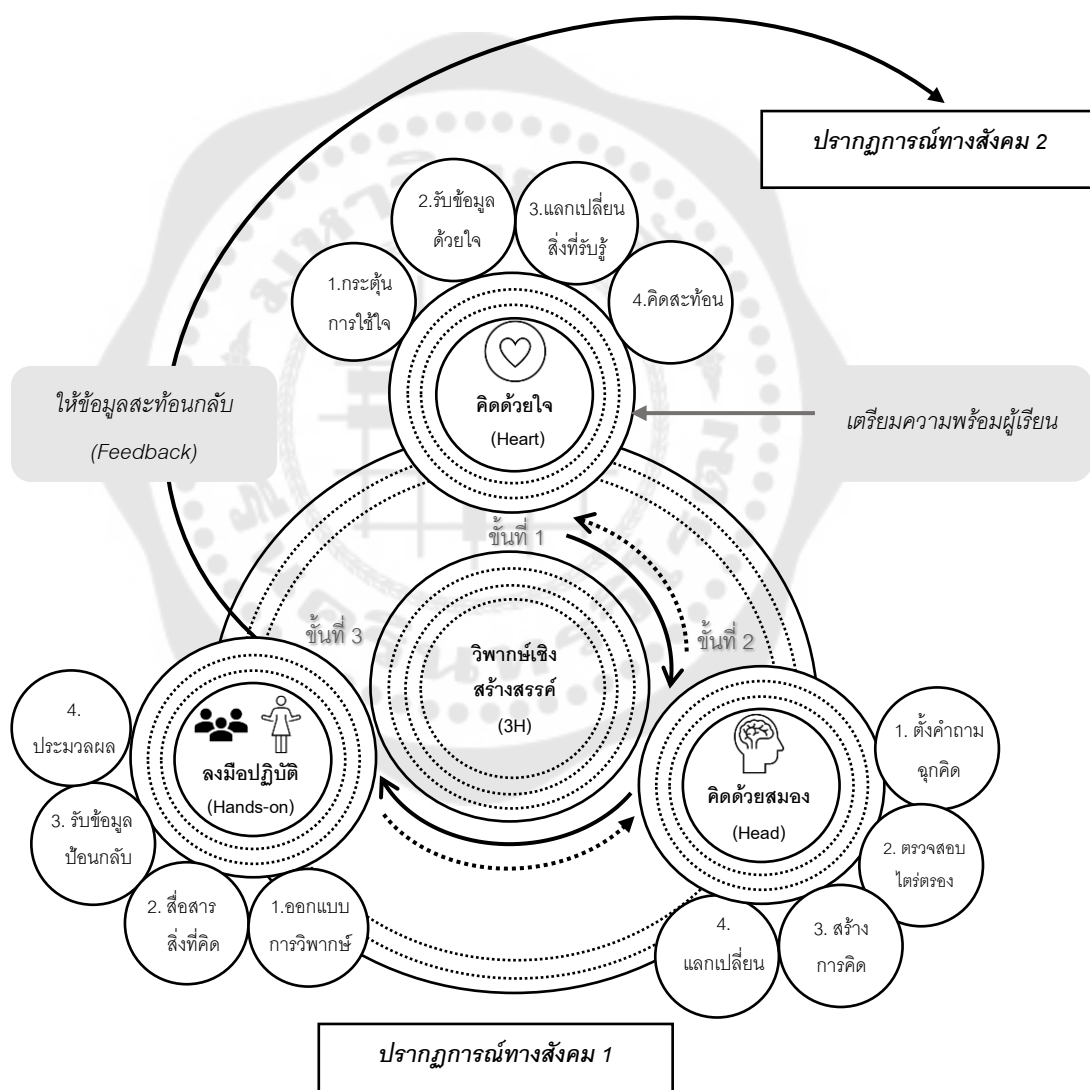 ปรากฏการณ์ทางสังคม 2
2.รับข้อมูล
ด้วยใจ
3.แลกเปลี่ยน
สิ่งที่รับรู้
1.กระตุ้น
การใช้ใจ
4.คิดสะท้อน
คิดด้วยใจ
(Heart)
ให้ข้อมูลสะท้อนกลับ
(Feedback)
เตรียมความพร้อมผู้เรียน
ขั้นที่ 1
ขั้นที่ 3
ขั้นที่ 2
วิพากษ์เชิง
สร้างสรรค์
(3H)
4.
ประมวลผล
ลงมือปฏิบัติ
(Hands-on)
3. รับข้อมูล
ป้อนกลับ
2. สื่อสาร
สิ่งที่คิด
1.ออกแบบ
การวิพากษ์
คิดด้วยสมอง
(Head)
1. ตั้งคำถาม
ฉุกคิด
2. ตรวจสอบ
ไตร่ตรอง
3. สร้าง
การคิด
4.
แลกเปลี่ยน
ปรากฏการณ์ทางสังคม 1